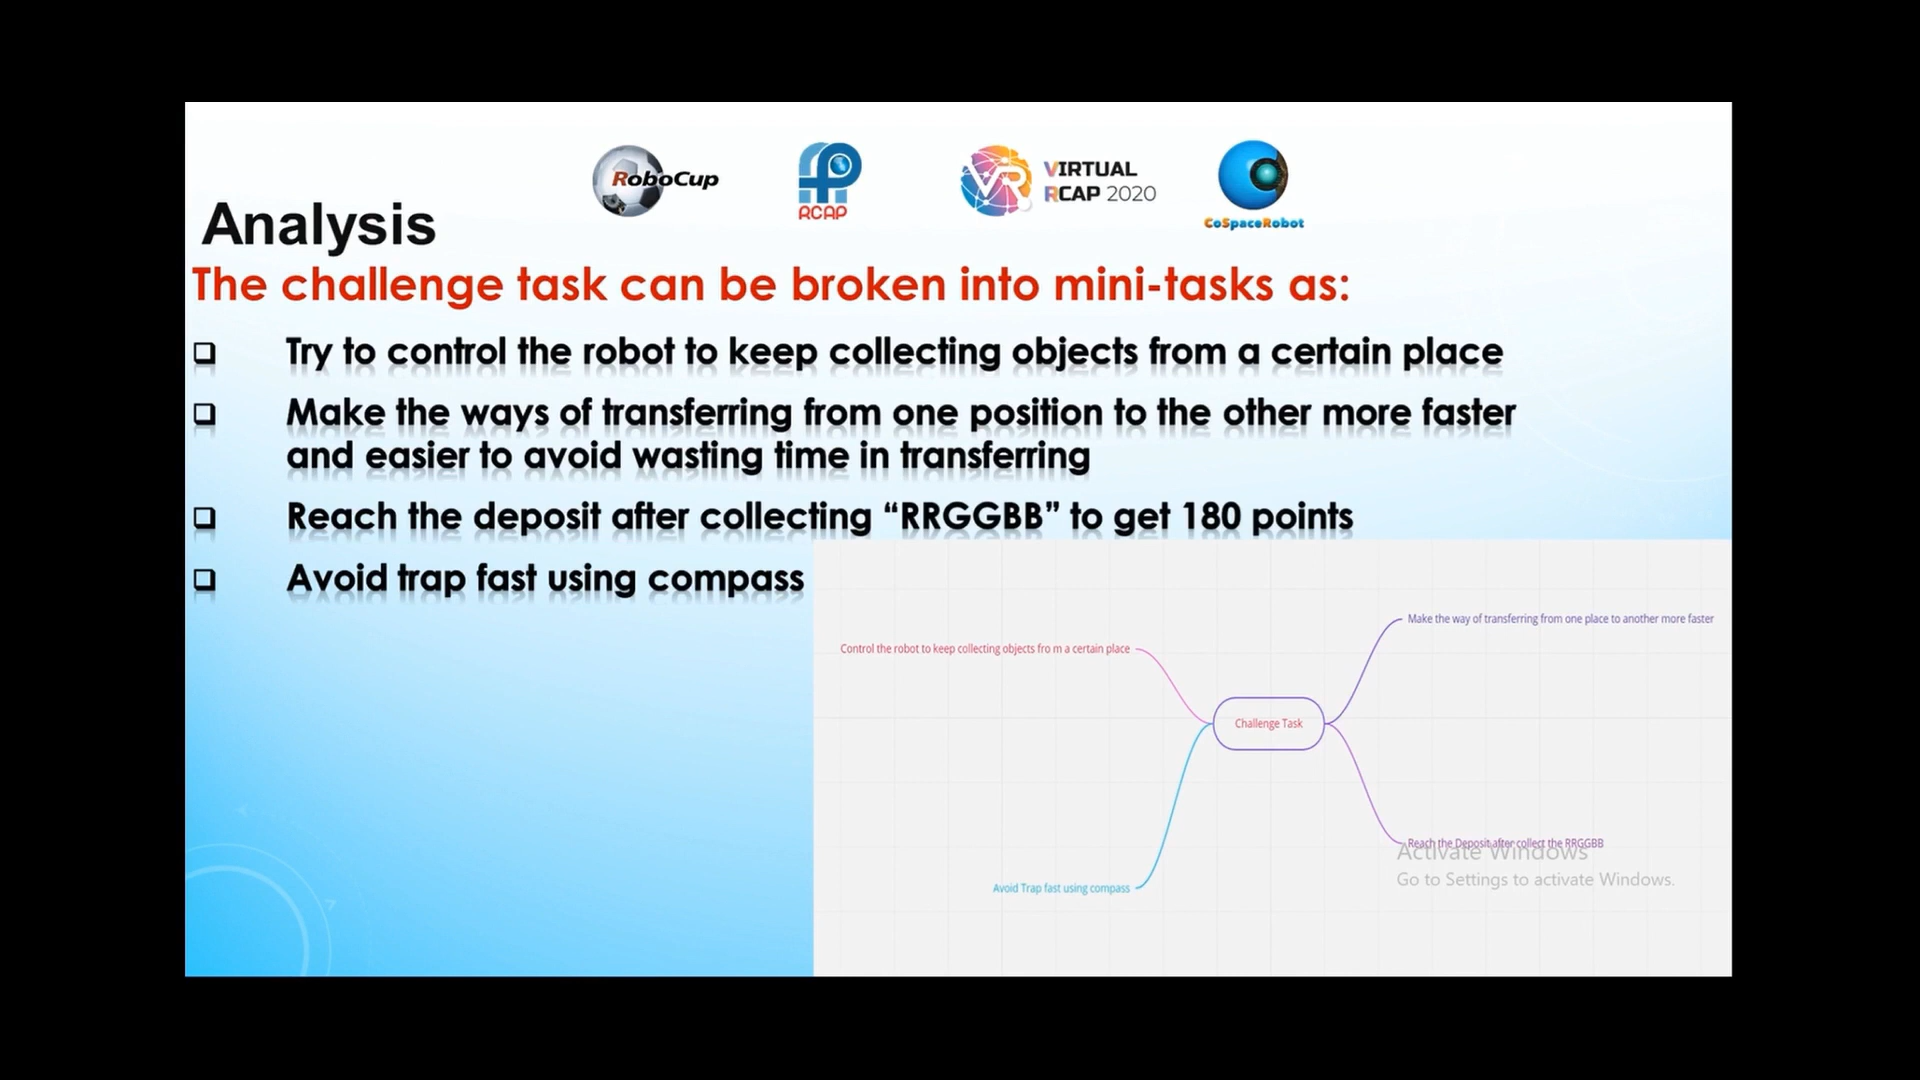 RoboCup
RCAP
VIRTUAL
RCAP 2020
CoSpaceRobot
Analysis
The challenge task can be broken into mini-tasks as:
Try to control the robot to keep collecting objects from a certain place
Make the ways of transferring from one position to the other more faster
and easier to avoid wasting time in transferring
Reach the deposit after collecting “RRGGBB” to get 180 points
Avoid trap fast using compass
Make the way of transferring from one place to another more faster
Control the robot to keep collecting objects fro m a certain place
Challenge Task
Reach the Deposit after collect the RRGGBB
Activate Windows
Go to Settings to activate Windows.
Avoid Trap fast using compass